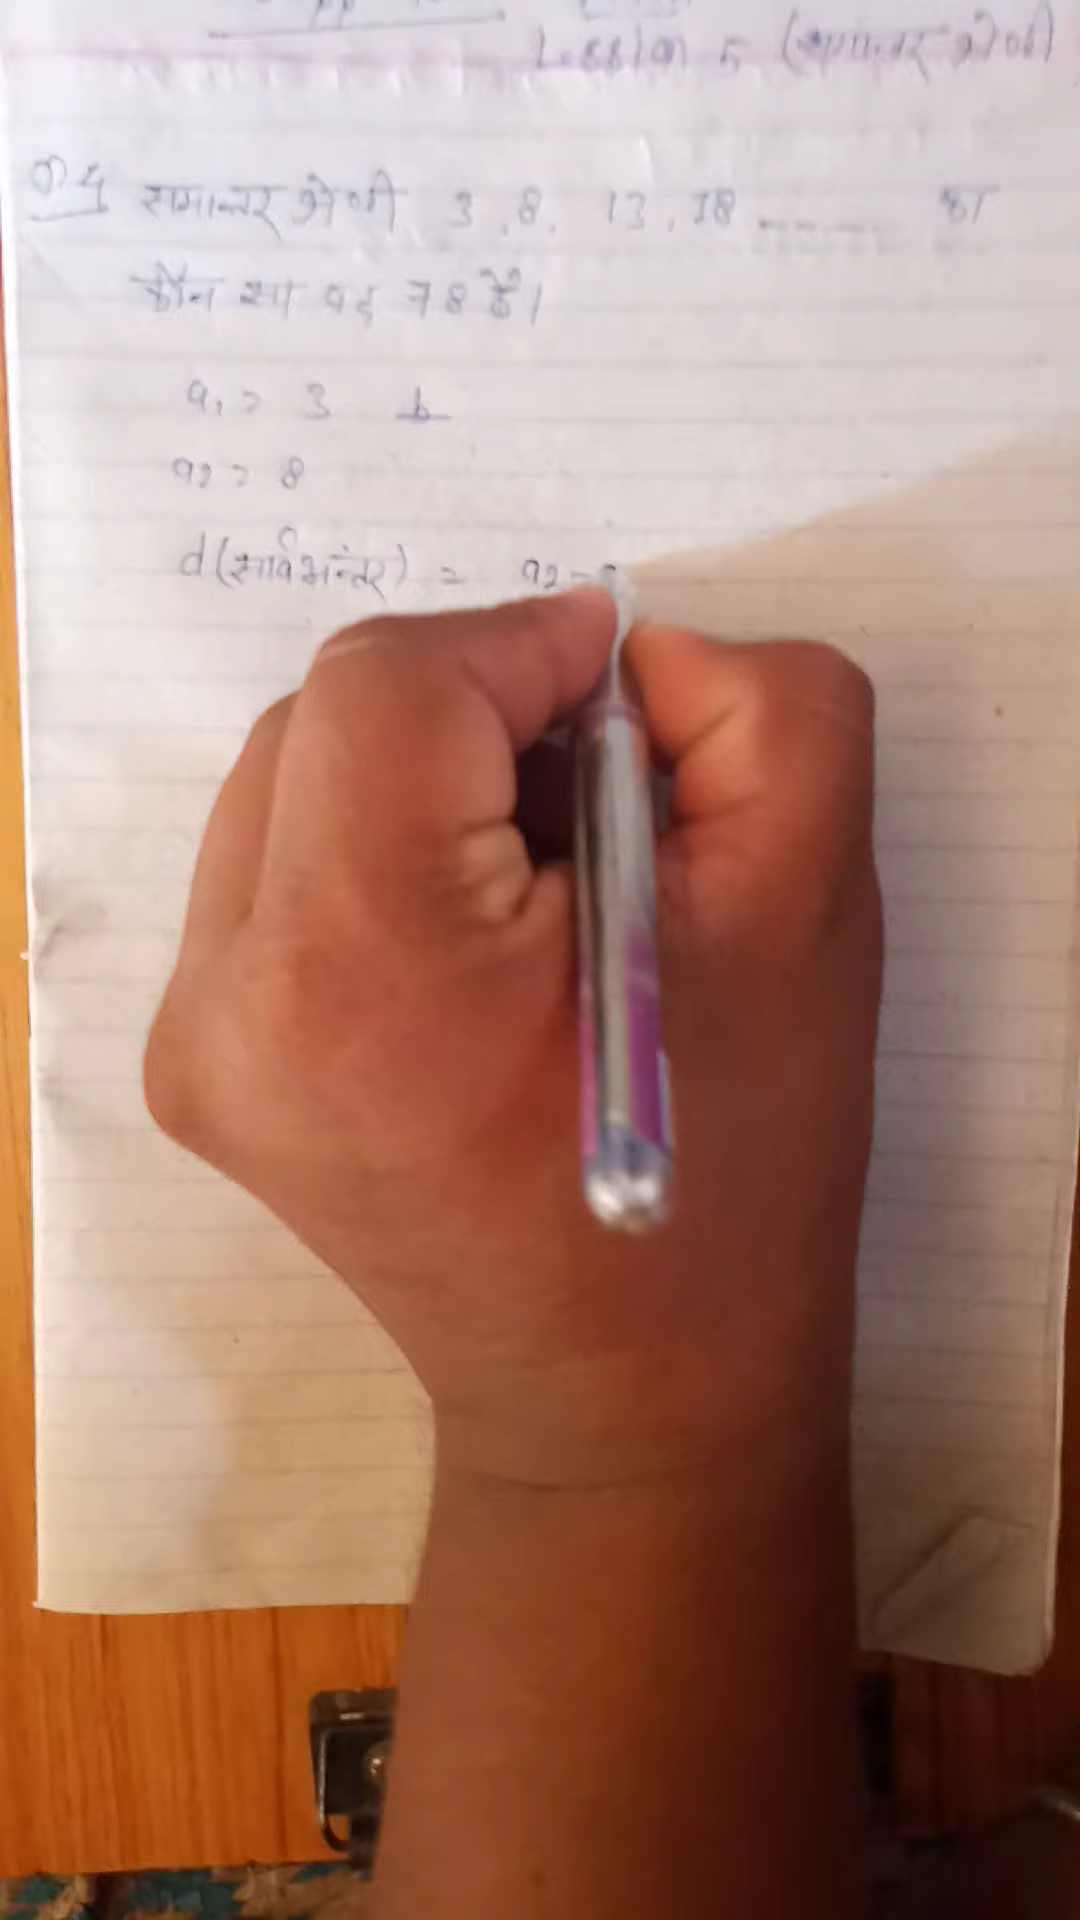 Lesson 5 (समान्तर श्रेणी)
Q 4 समान्तर श्रेणी 3, 8, 13, 18 ---- का
कौन सा पद 78 है।
a1 = 3
a2 = 8
d (सार्वअन्तर) = a2 -